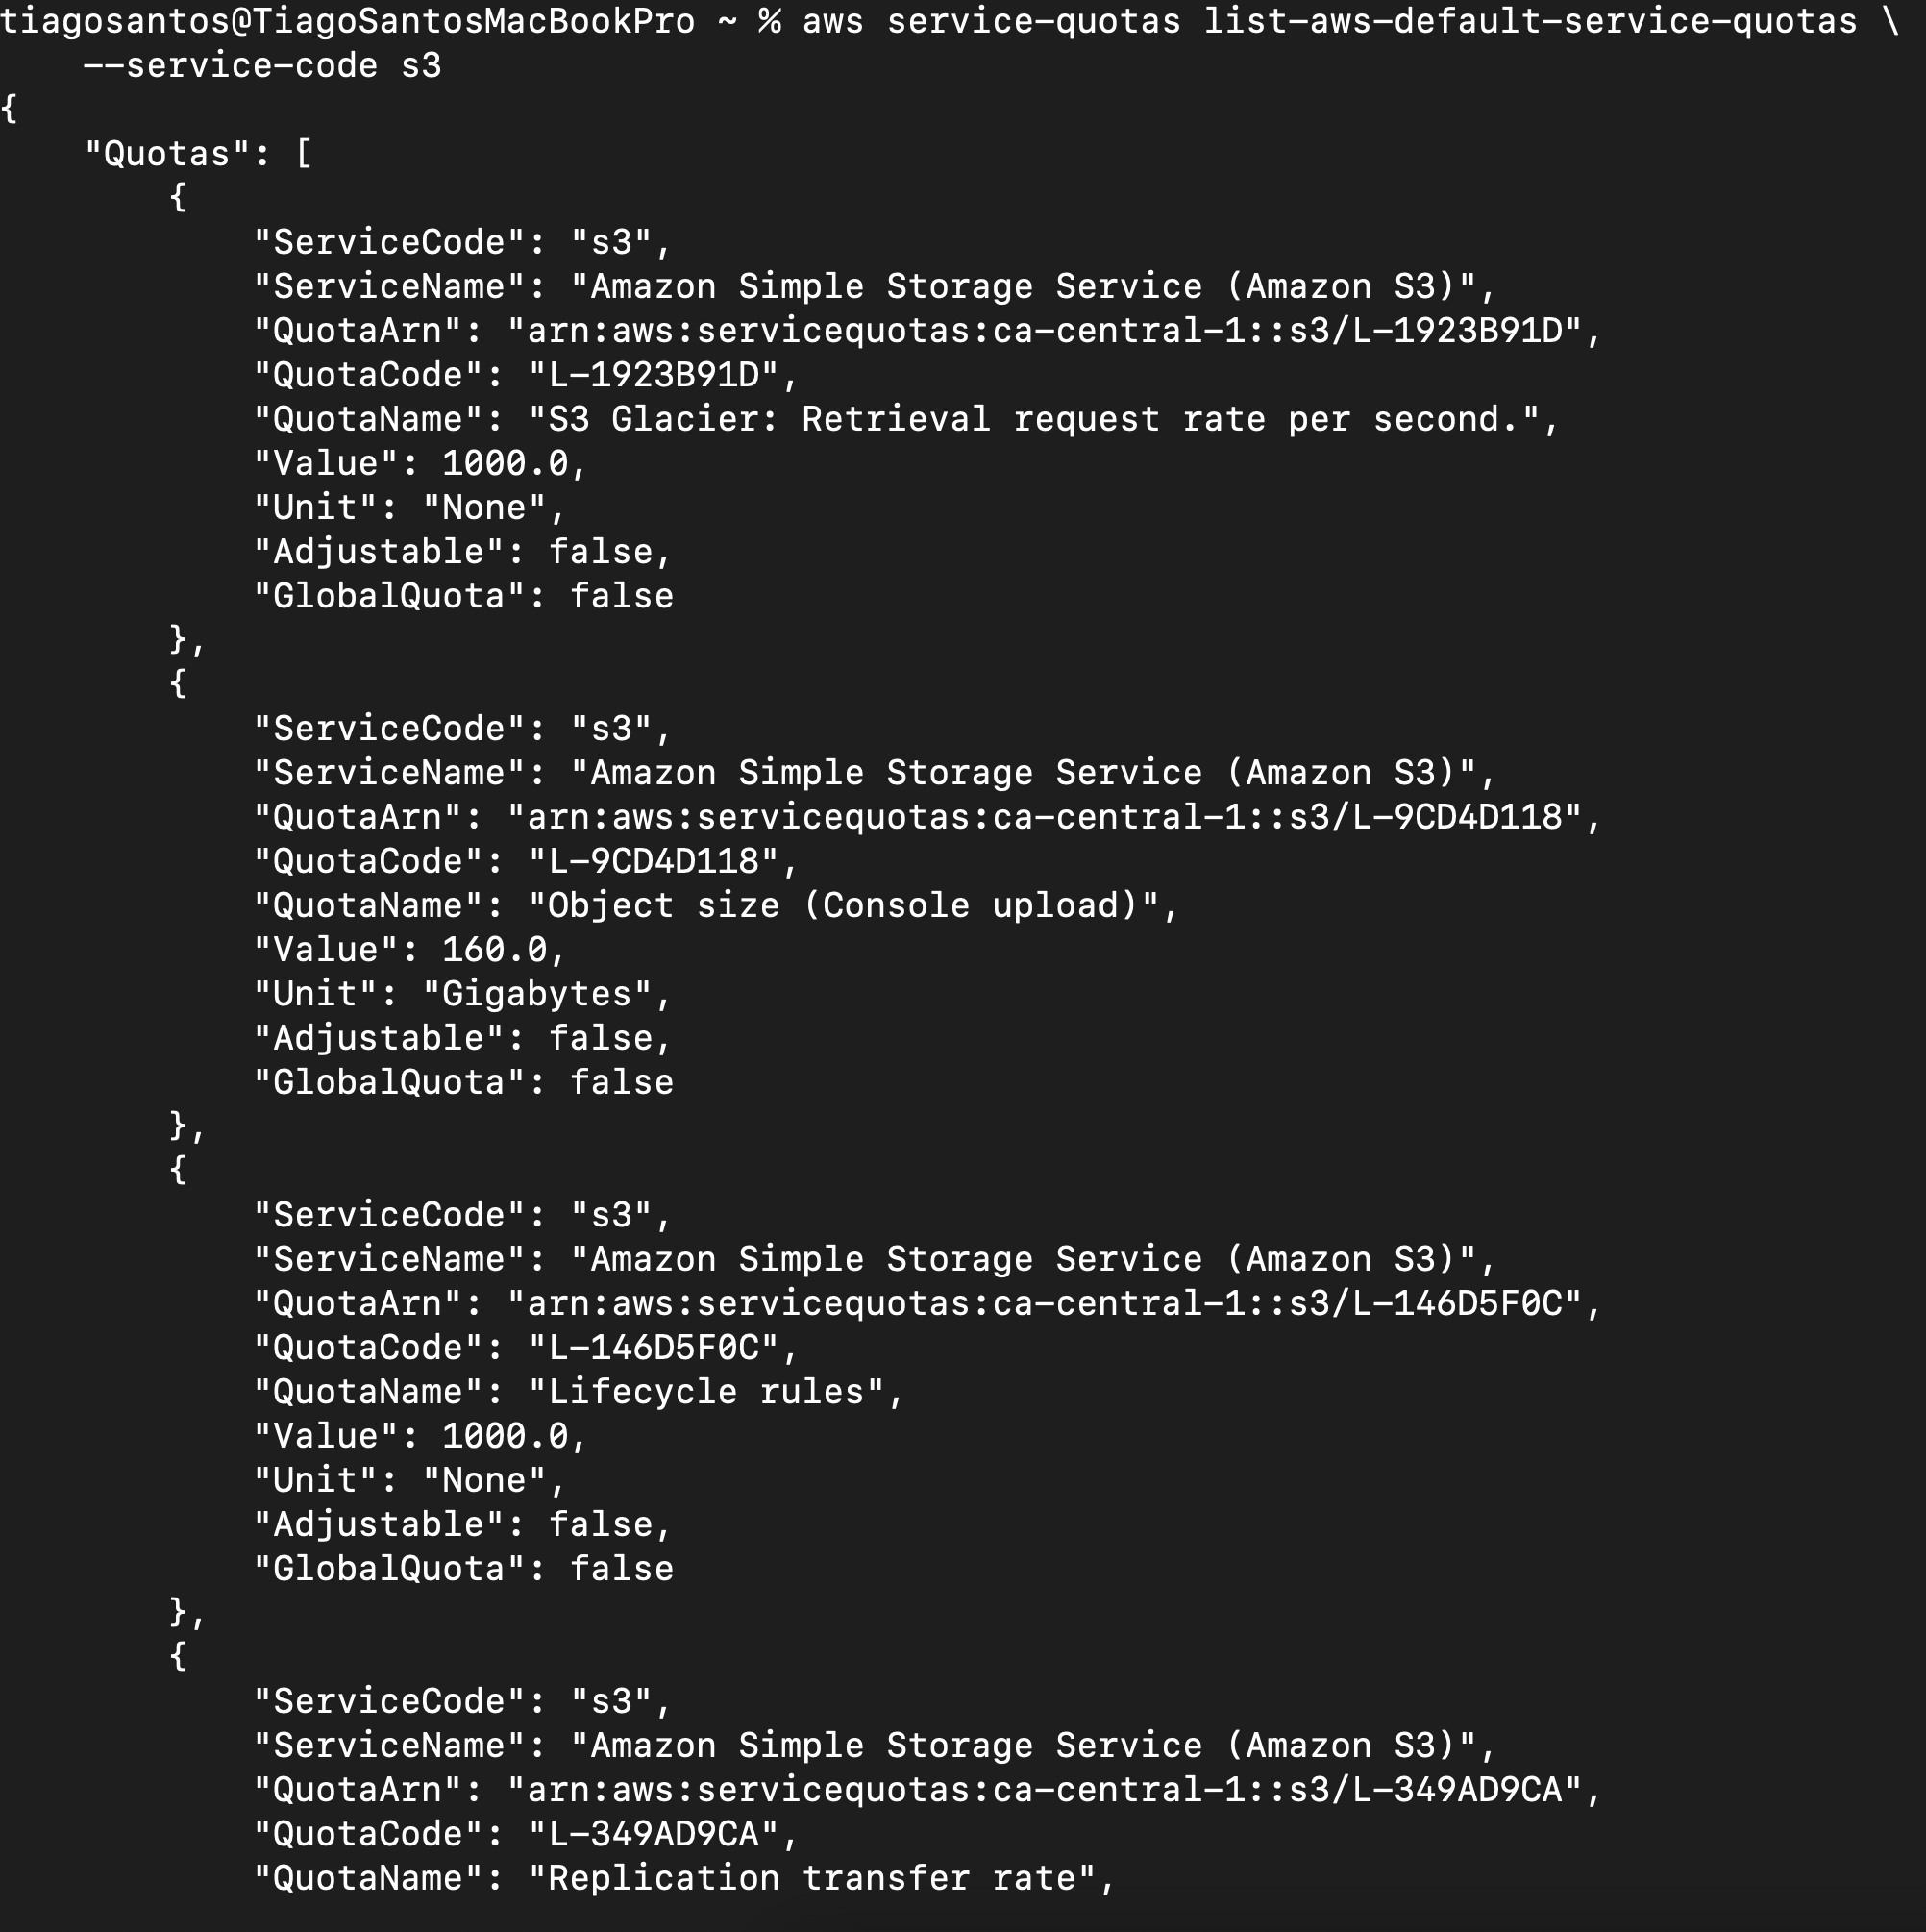 tiagosantos@TiagoSantosMacBookPro ~ % aws service-quotas list-aws-default-service-quotas \
    --service-code s3
{
    "Quotas": [
        {
            "ServiceCode": "s3",
            "ServiceName": "Amazon Simple Storage Service (Amazon S3)",
            "QuotaArn": "arn:aws:servicequotas:ca-central-1::s3/L-1923B91D",
            "QuotaCode": "L-1923B91D",
            "QuotaName": "S3 Glacier: Retrieval request rate per second.",
            "Value": 1000.0,
            "Unit": "None",
            "Adjustable": false,
            "GlobalQuota": false
        },
        {
            "ServiceCode": "s3",
            "ServiceName": "Amazon Simple Storage Service (Amazon S3)",
            "QuotaArn": "arn:aws:servicequotas:ca-central-1::s3/L-9CD4D118",
            "QuotaCode": "L-9CD4D118",
            "QuotaName": "Object size (Console upload)",
            "Value": 160.0,
            "Unit": "Gigabytes",
            "Adjustable": false,
            "GlobalQuota": false
        },
        {
            "ServiceCode": "s3",
            "ServiceName": "Amazon Simple Storage Service (Amazon S3)",
            "QuotaArn": "arn:aws:servicequotas:ca-central-1::s3/L-146D5F0C",
            "QuotaCode": "L-146D5F0C",
            "QuotaName": "Lifecycle rules",
            "Value": 1000.0,
            "Unit": "None",
            "Adjustable": false,
            "GlobalQuota": false
        },
        {
            "ServiceCode": "s3",
            "ServiceName": "Amazon Simple Storage Service (Amazon S3)",
            "QuotaArn": "arn:aws:servicequotas:ca-central-1::s3/L-349AD9CA",
            "QuotaCode": "L-349AD9CA",
            "QuotaName": "Replication transfer rate",